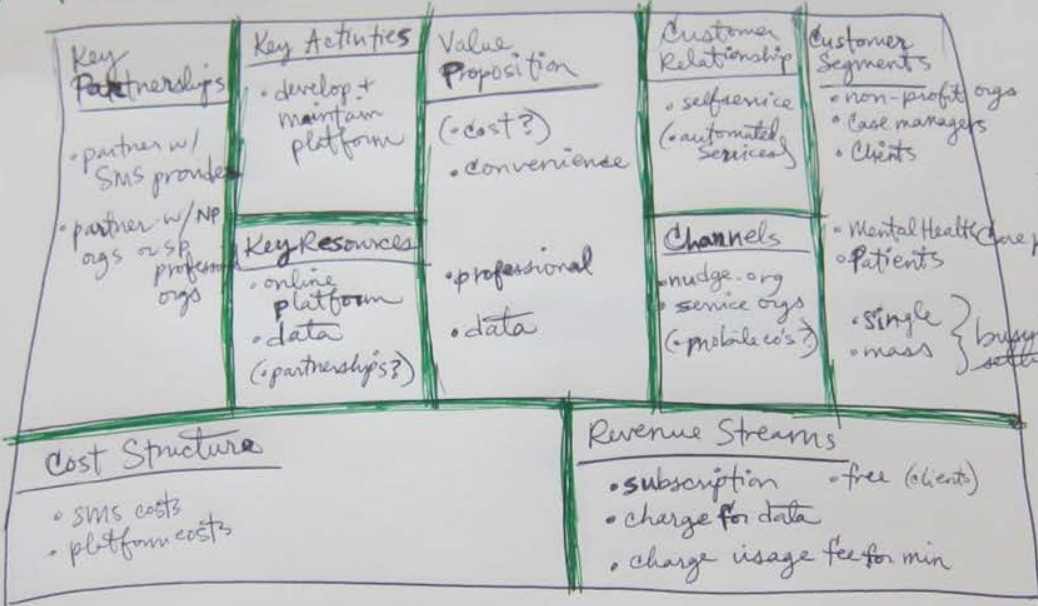 Key
Partnerships
• partner w/
SMS provide
• partner w/ NP
orgs or SP
orgs
Key Activities
• develop +
maintain
platform
Key Resources
• online
platform
• data
(• partnerships?)
Value
Proposition
(• cost?)
• convenience
• professional
• data
Customer
Relationship
• selfservice
(• automated
services)
Channels
• nudge.org
• service orgs
(• mobile co's?)
Customer
Segments
• non-profit orgs
• Case managers
• Clients
• Mental Health Care
• Patients
• single
• mass
busy
Cost Structure
• SMS costs
• platform costs
Revenue Streams
• subscription • free (clients)
• charge for data
• charge usage fee for min